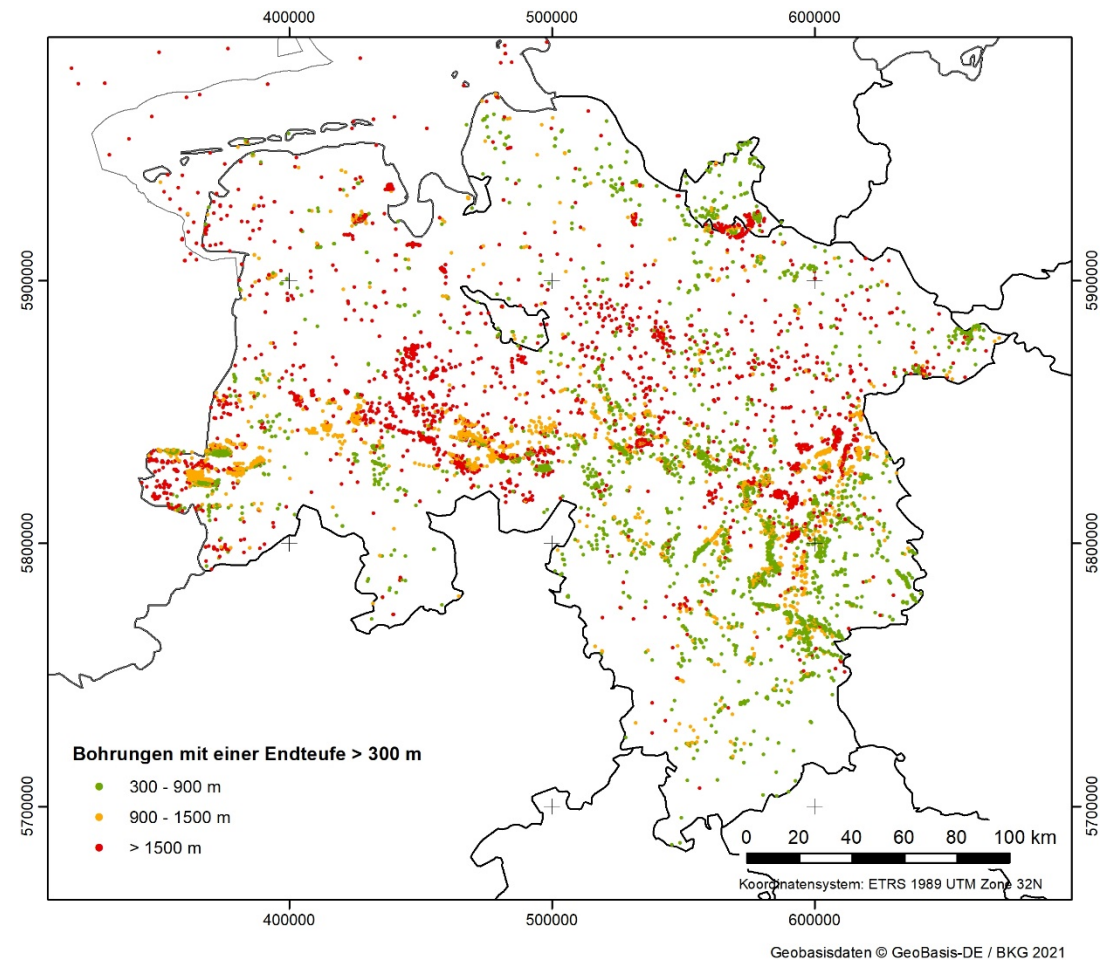 400000 500000 600000
5900000 5900000
5800000 5800000
5700000 5700000
Bohrungen mit einer Endteufe > 300 m
300 - 900 m
900 - 1500 m
> 1500 m
0 20 40 60 80 100 km
Koordinatensystem: ETRS 1989 UTM Zone 32N
400000 500000 600000
Geobasisdaten © GeoBasis-DE / BKG 2021